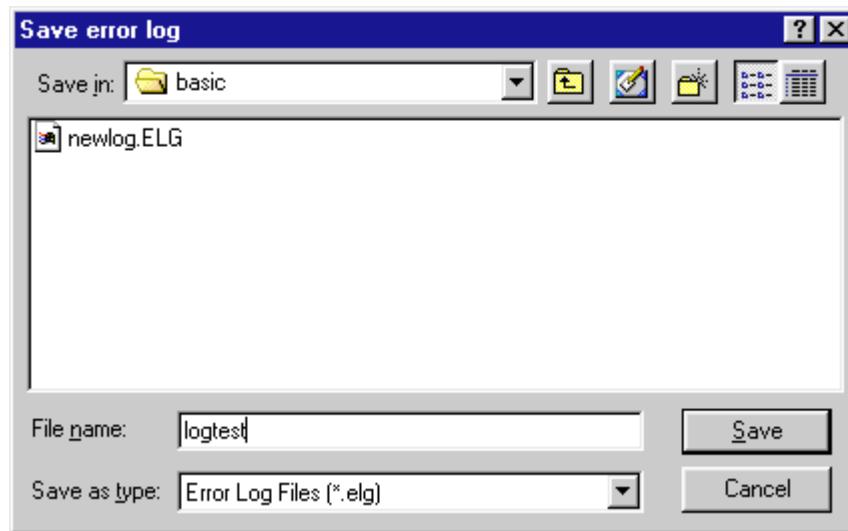 Save error log
Save in: basic
newlog.ELG
File name: logtest
Save
Save as type: Error Log Files (*.elg)
Cancel